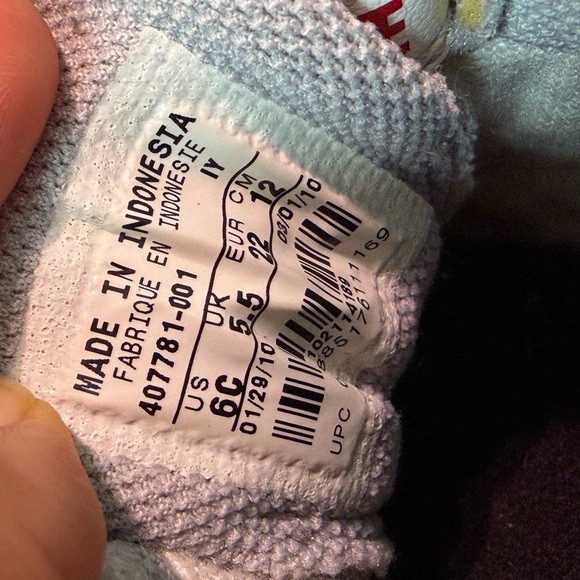 MADE IN INDONESIA
FABRIQUE EN INDONESIE
407781-001 IY
US UK EUR CM
6C 5.5 22 12
01/29/10 03/01/10
UPC